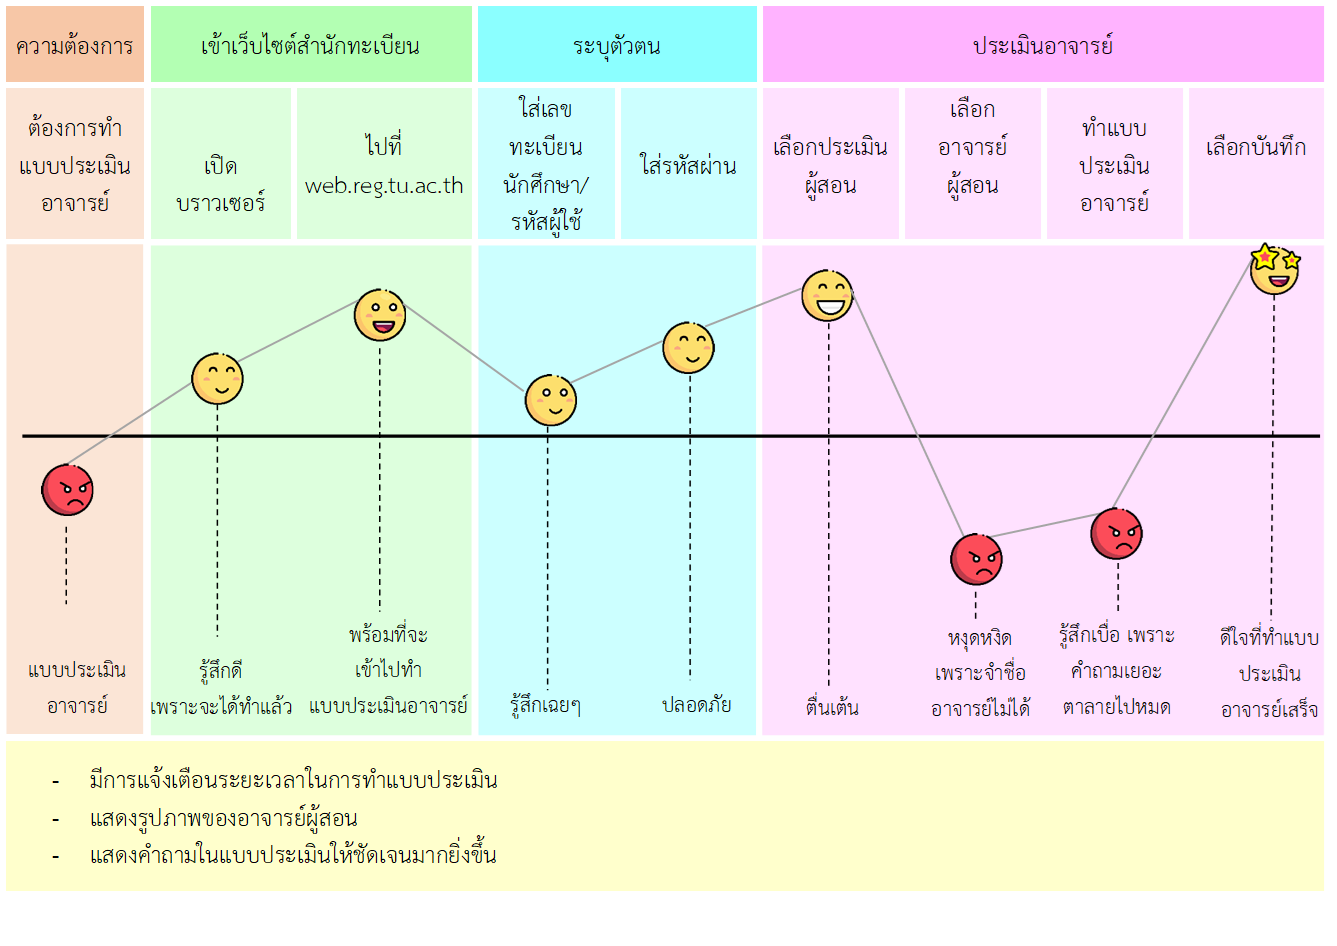 ความต้องการ
เข้าเว็บไซต์สำนักทะเบียน
ระบุตัวตน
ประเมินอาจารย์
ต้องการทำ
แบบประเมิน
อาจารย์
เปิด
บราวเซอร์
ไปที่
web.reg.tu.ac.th
ใส่เลข
ทะเบียน
นักศึกษา/
รหัสผู้ใช้
ใส่รหัสผ่าน
เลือกประเมิน
ผู้สอน
เลือก
อาจารย์
ผู้สอน
ทำแบบ
ประเมิน
อาจารย์
เลือกบันทึก
แบบประเมิน
อาจารย์
รู้สึกดี
เพราะจะได้ทำแล้ว
พร้อมที่จะ
เข้าไปทำ
แบบประเมินอาจารย์
รู้สึกเฉยๆ
ปลอดภัย
ตื่นเต้น
หงุดหงิด
เพราะจำชื่อ
อาจารย์ไม่ได้
รู้สึกเบื่อ เพราะ
คำถามเยอะ
ตาลายไปหมด
ดีใจที่ทำแบบ
ประเมิน
อาจารย์เสร็จ
- มีการแจ้งเตือนระยะเวลาในการทำแบบประเมิน
- แสดงรูปภาพของอาจารย์ผู้สอน
- แสดงคำถามในแบบประเมินให้ชัดเจนมากยิ่งขึ้น